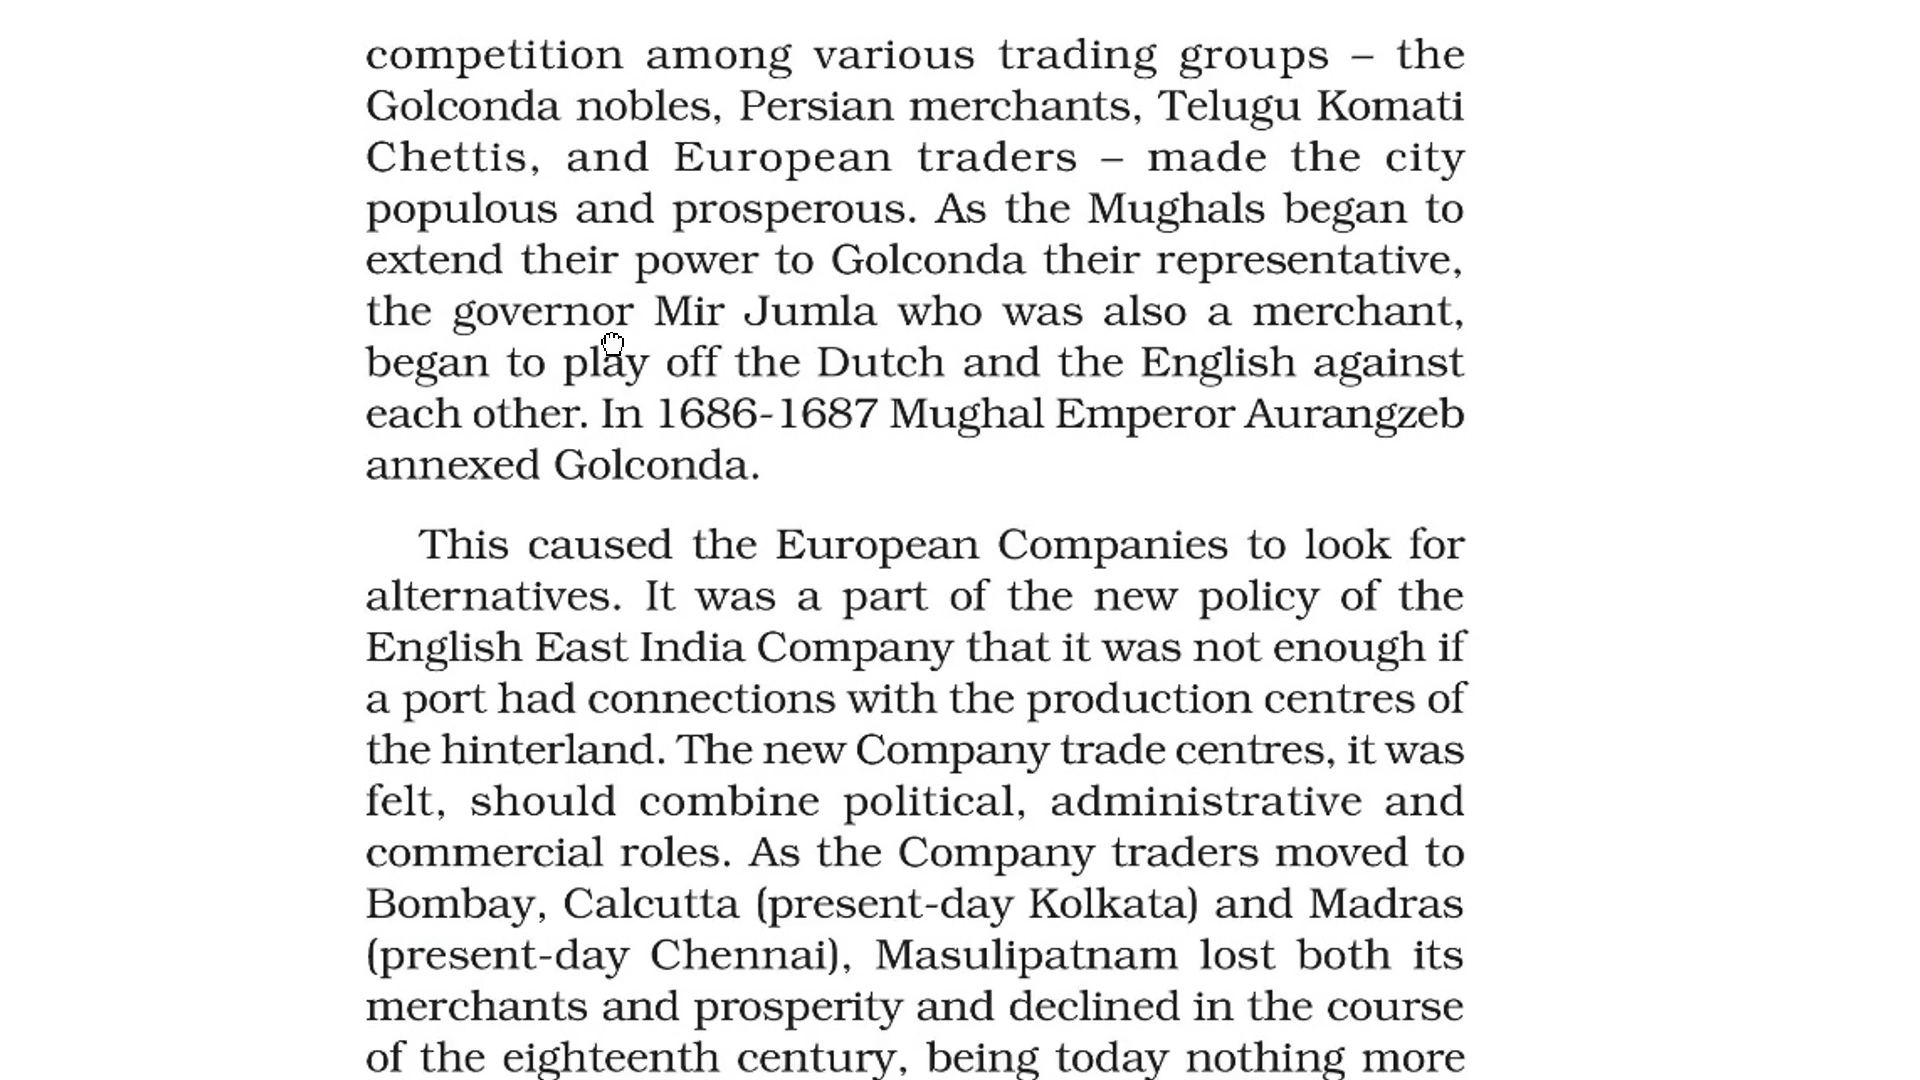 competition among various trading groups – the
Golconda nobles, Persian merchants, Telugu Komati
Chettis, and European traders – made the city
populous and prosperous. As the Mughals began to
extend their power to Golconda their representative,
the governor Mir Jumla who was also a merchant,
began to play off the Dutch and the English against
each other. In 1686-1687 Mughal Emperor Aurangzeb
annexed Golconda.
This caused the European Companies to look for
alternatives. It was a part of the new policy of the
English East India Company that it was not enough if
a port had connections with the production centres of
the hinterland. The new Company trade centres, it was
felt, should combine political, administrative and
commercial roles. As the Company traders moved to
Bombay, Calcutta (present-day Kolkata) and Madras
(present-day Chennai), Masulipatnam lost both its
merchants and prosperity and declined in the course
of the eighteenth century, being today nothing more